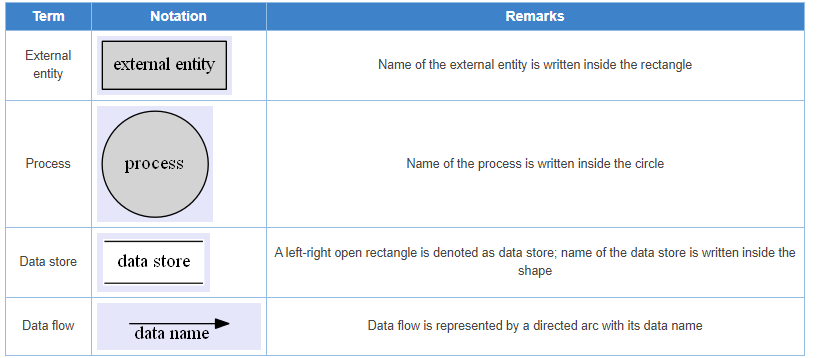 Term Notation Remarks
External
entity
external entity
Name of the external entity is written inside the rectangle
Process
process
Name of the process is written inside the circle
Data store
data store
A left-right open rectangle is denoted as data store; name of the data store is written inside the
shape
Data flow
data name
Data flow is represented by a directed arc with its data name